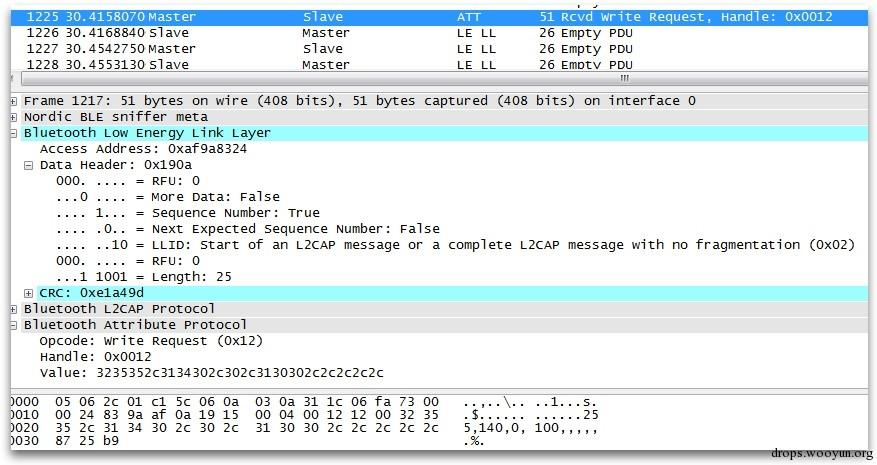 1225 30.4158070 Master Slave ATT 51 Rcvd Write Request, Handle: 0x0012
1226 30.4168840 Slave Master LE LL 26 Empty PDU
1227 30.4542750 Master Slave LE LL 26 Empty PDU
1228 30.4553130 Slave Master LE LL 26 Empty PDU
Frame 1217: 51 bytes on wire (408 bits), 51 bytes captured (408 bits) on interface 0
Nordic BLE sniffer meta
Bluetooth Low Energy Link Layer
Access Address: 0xaf9a8324
Data Header: 0x190a
000. .... = RFU: 0
...0 .... = More Data: False
.... 1... = Sequence Number: True
.... .0.. = Next Expected Sequence Number: False
.... ..10 = LLID: Start of an L2CAP message or a complete L2CAP message with no fragmentation (0x02)
000. .... = RFU: 0
...1 1001 = Length: 25
CRC: 0xe1a49d
Bluetooth L2CAP Protocol
Bluetooth Attribute Protocol
Opcode: Write Request (0x12)
Handle: 0x0012
Value: 3235352c3134302c302c3130302c2c2c2c2c
0000 05 06 2c 01 c1 5c 06 0a 03 0a 31 1c 06 fa 73 00 ..,..\.. ..1...s.
0010 00 24 83 9a af 0a 19 15 00 04 00 12 12 00 32 35 .$...... ......25
0020 35 2c 31 34 30 2c 30 2c 31 30 30 2c 2c 2c 2c 2c 5,140,0, 100,,,,,
0030 87 25 b9 .%.
drops.wooyun.org